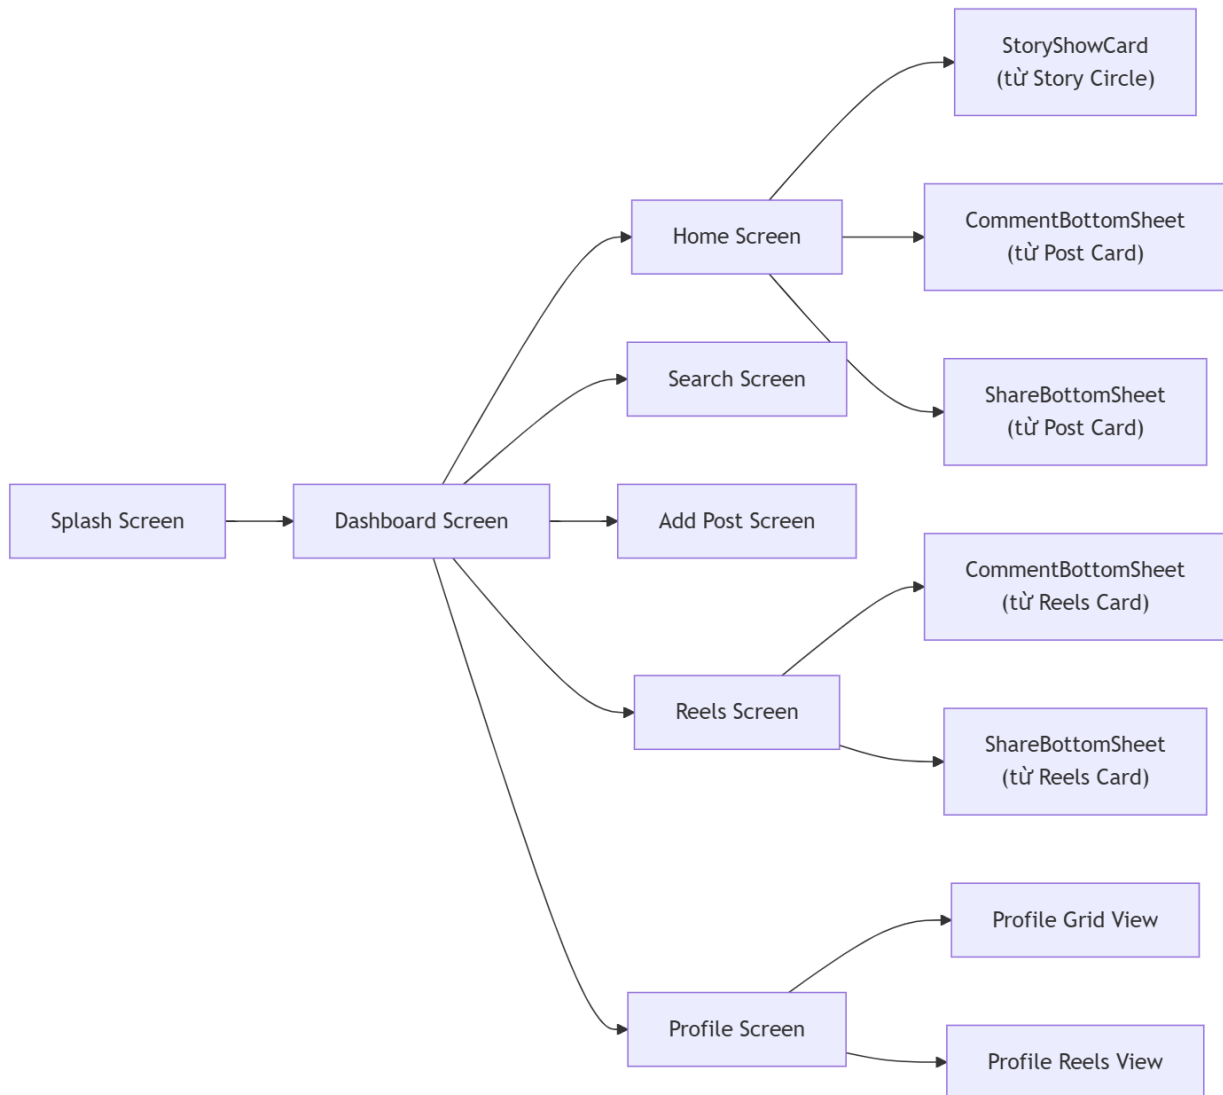 StoryShowCard
(từ Story Circle)
Home Screen
CommentBottomSheet
(từ Post Card)
Search Screen
ShareBottomSheet
(từ Post Card)
Splash Screen
Dashboard Screen
Add Post Screen
CommentBottomSheet
(từ Reels Card)
Reels Screen
ShareBottomSheet
(từ Reels Card)
Profile Grid View
Profile Screen
Profile Reels View